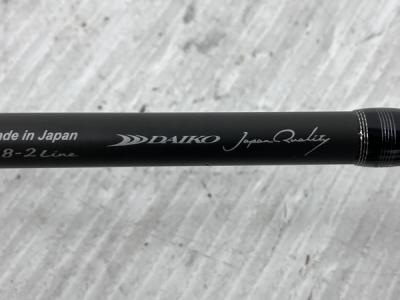 ade in Japan
8-2 Line
DAIKO Japan Quality